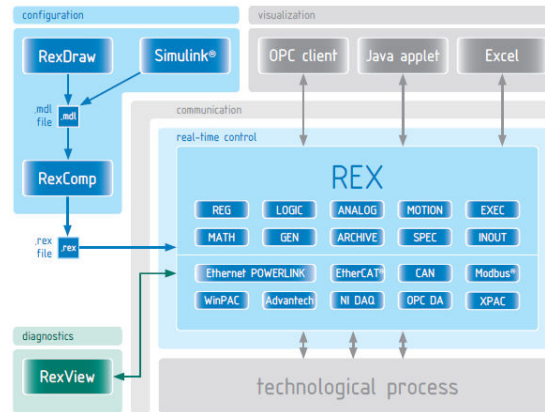 configuration
visualization
RexDraw
Simulink®
OPC client
Java applet
Excel
.mdl
file
.mdl
communication
real-time control
RexComp
REX
REG
LOGIC
ANALOG
MOTION
EXEC
MATH
GEN
ARCHIVE
SPEC
INOUT
.rex
file
.rex
Ethernet POWERLINK
EtherCAT®
CAN
Modbus®
WinPAC
Advantech
NI DAQ
OPC DA
XPAC
diagnostics
RexView
technological process